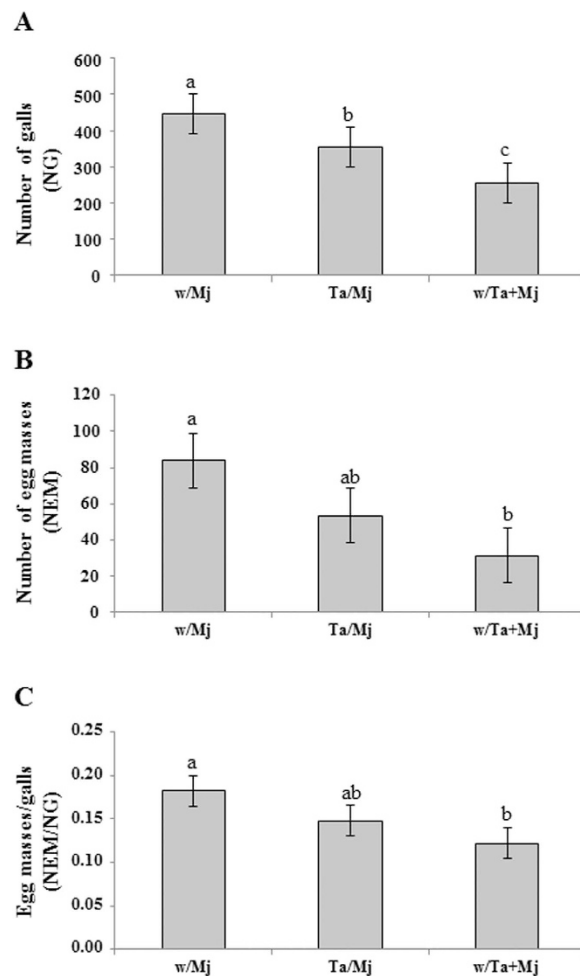 A
Number of galls
(NG)
600
500
400
300
200
100
0
a
b
c
w/Mj
Ta/Mj
w/Ta+Mj
B
Number of egg masses
(NEM)
120
100
80
60
40
20
0
a
ab
b
w/Mj
Ta/Mj
w/Ta+Mj
C
Egg masses/galls
(NEM/NG)
0.25
0.20
0.15
0.10
0.05
0.00
a
ab
b
w/Mj
Ta/Mj
w/Ta+Mj